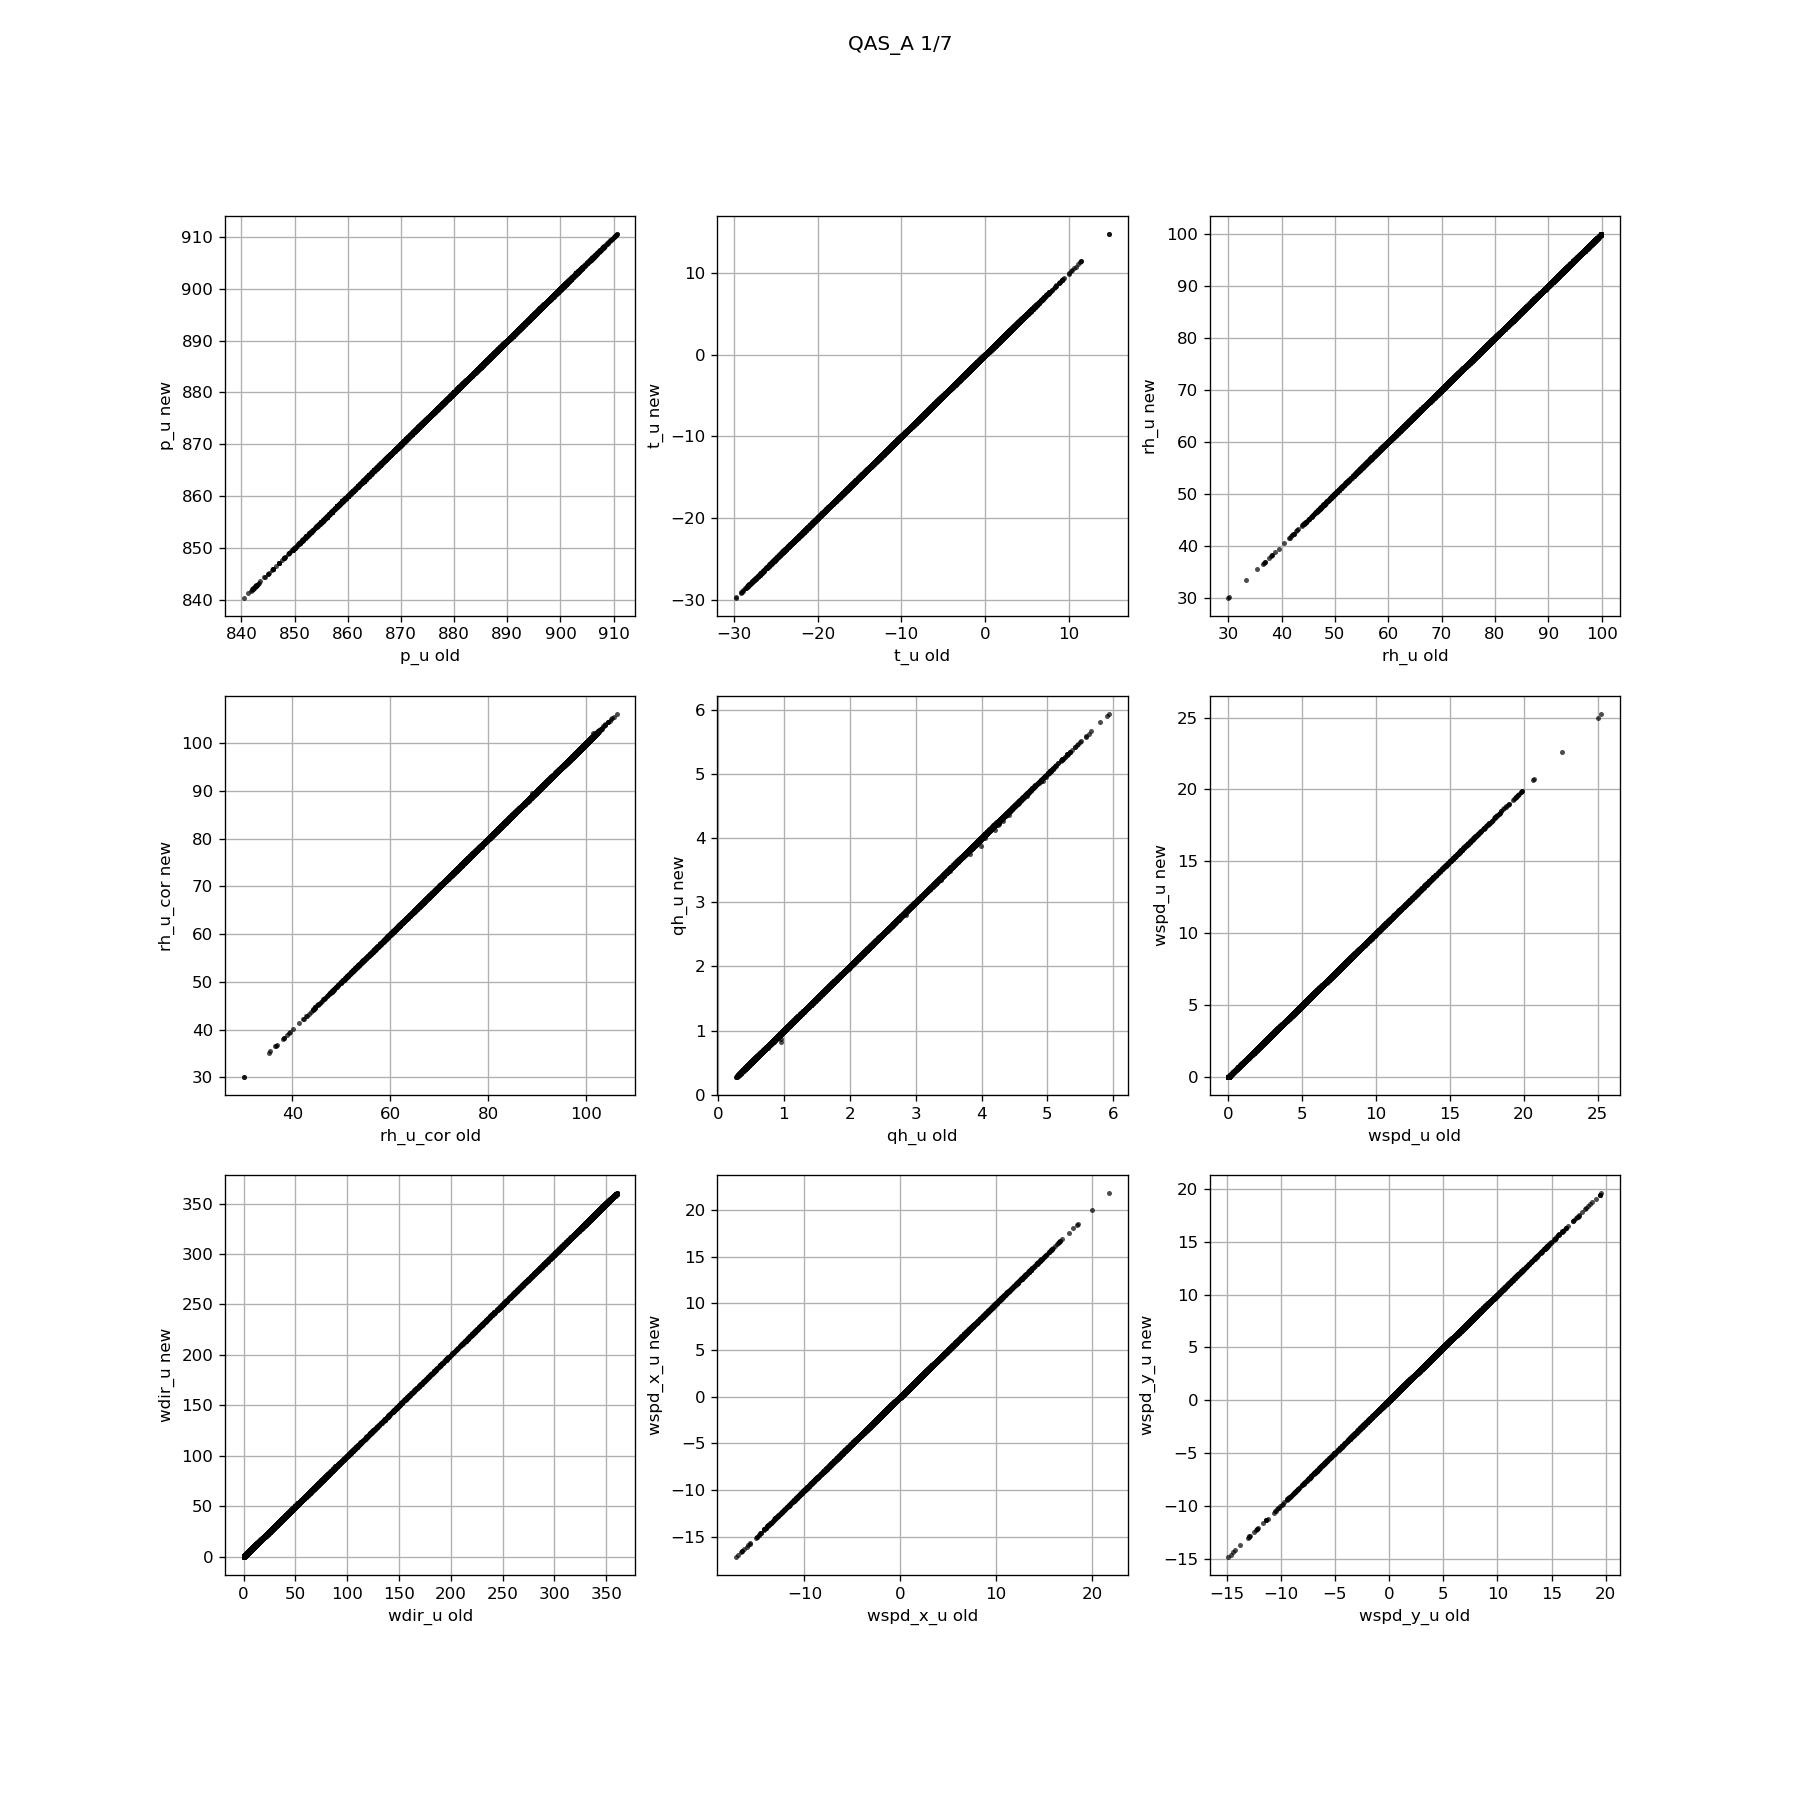 QAS_A 1/7
910
900
890
880
870
860
850
840
p_u new
840 850 860 870 880 890 900 910
p_u old
10
0
−10
−20
−30
t_u new
−30 −20 −10 0 10
t_u old
100
90
80
70
60
50
40
30
rh_u new
30 40 50 60 70 80 90 100
rh_u old
100
90
80
70
60
50
40
30
rh_u_cor new
40 60 80 100
rh_u_cor old
6
5
4
3
2
1
0
qh_u new
0 1 2 3 4 5 6
qh_u old
25
20
15
10
5
0
wspd_u new
0 5 10 15 20 25
wspd_u old
350
300
250
200
150
100
50
0
wdir_u new
0 50 100 150 200 250 300 350
wdir_u old
20
15
10
5
0
−5
−10
−15
wspd_x_u new
−10 0 10 20
wspd_x_u old
20
15
10
5
0
−5
−10
−15
wspd_y_u new
−15 −10 −5 0 5 10 15 20
wspd_y_u old